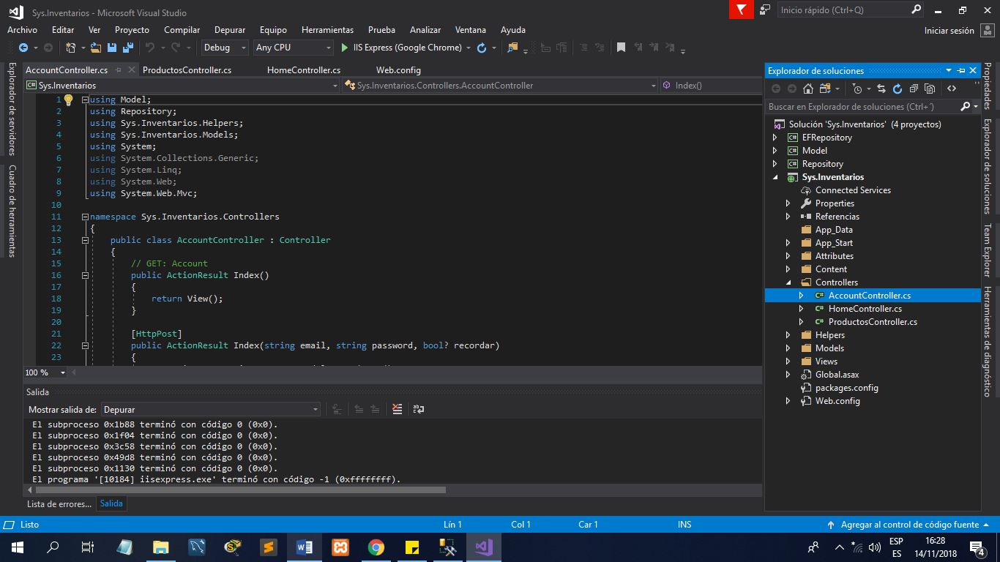 Sys.Inventarios - Microsoft Visual Studio
Inicio rápido (Ctrl+Q)
Archivo Editar Ver Proyecto Compilar Depurar Equipo Herramientas Prueba Analizar Ventana Ayuda
Iniciar sesión
Debug Any CPU IIS Express (Google Chrome)
Explorador de servidores
Cuadro de herramientas
AccountController.cs ProductosController.cs HomeController.cs Web.config
Sys.Inventarios Sys.Inventarios.Controllers.AccountController Index()
1 using Model;
2 using Repository;
3 using Sys.Inventarios.Helpers;
4 using Sys.Inventarios.Models;
5 using System;
6 using System.Collections.Generic;
7 using System.Linq;
8 using System.Web;
9 using System.Web.Mvc;
10
11 namespace Sys.Inventarios.Controllers
12 {
13 public class AccountController : Controller
14 {
15 // GET: Account
16 public ActionResult Index()
17 {
18 return View();
19 }
20
21 [HttpPost]
22 public ActionResult Index(string email, string password, bool? recordar)
23 {
100 %
Salida
Mostrar salida de: Depurar
El subproceso 0x1b88 terminó con código 0 (0x0).
El subproceso 0x1f04 terminó con código 0 (0x0).
El subproceso 0x3c58 terminó con código 0 (0x0).
El subproceso 0x49d8 terminó con código 0 (0x0).
El subproceso 0x1130 terminó con código 0 (0x0).
El programa '[10184] iisexpress.exe' terminó con código -1 (0xffffffff).
Lista de errores... Salida
Explorador de soluciones
Buscar en Explorador de soluciones (Ctrl+´)
Solución 'Sys.Inventarios' (4 proyectos)
EFRepository
Model
Repository
Sys.Inventarios
Connected Services
Properties
Referencias
App_Data
App_Start
Attributes
Content
Controllers
AccountController.cs
HomeController.cs
ProductosController.cs
Helpers
Models
Views
Global.asax
packages.config
Web.config
Propiedades
Explorador de soluciones
Team Explorer
Herramientas de diagnóstico
Listo Lín 1 Col 1 Car 1 INS Agregar al control de código fuente
ESP
ES
16:28
14/11/2018
4